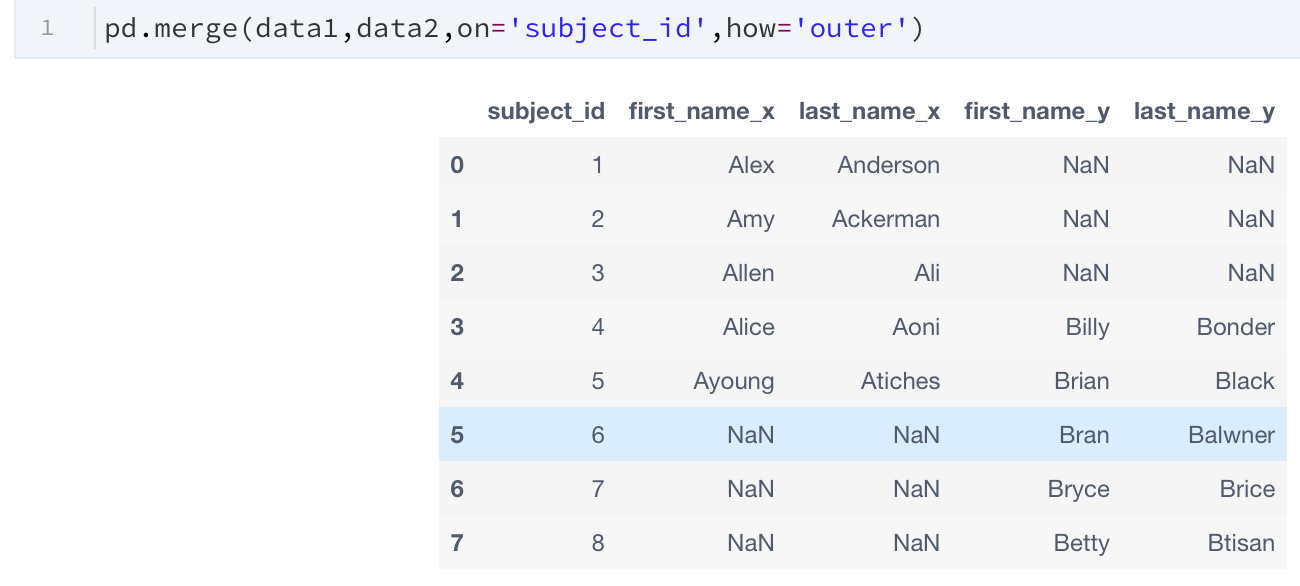 1 pd.merge(data1,data2,on='subject_id',how='outer')
subject_id first_name_x last_name_x first_name_y last_name_y
0 1 Alex Anderson NaN NaN
1 2 Amy Ackerman NaN NaN
2 3 Allen Ali NaN NaN
3 4 Alice Aoni Billy Bonder
4 5 Ayoung Atiches Brian Black
5 6 NaN NaN Bran Balwner
6 7 NaN NaN Bryce Brice
7 8 NaN NaN Betty Btisan